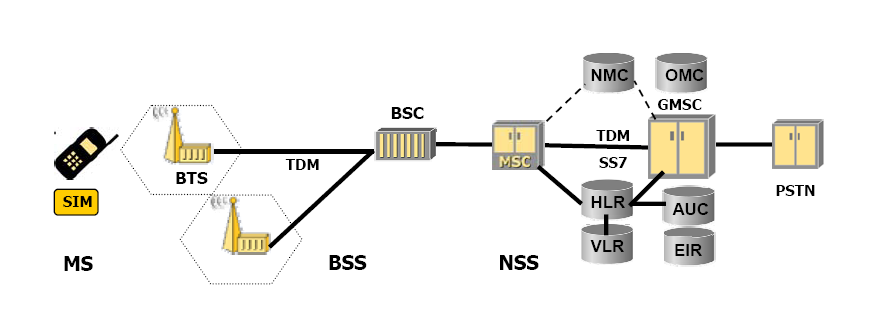 NMC
OMC
GMSC
BSC
TDM
MSC
SS7
TDM
BTS
SIM
PSTN
HLR
AUC
VLR
EIR
MS
BSS
NSS